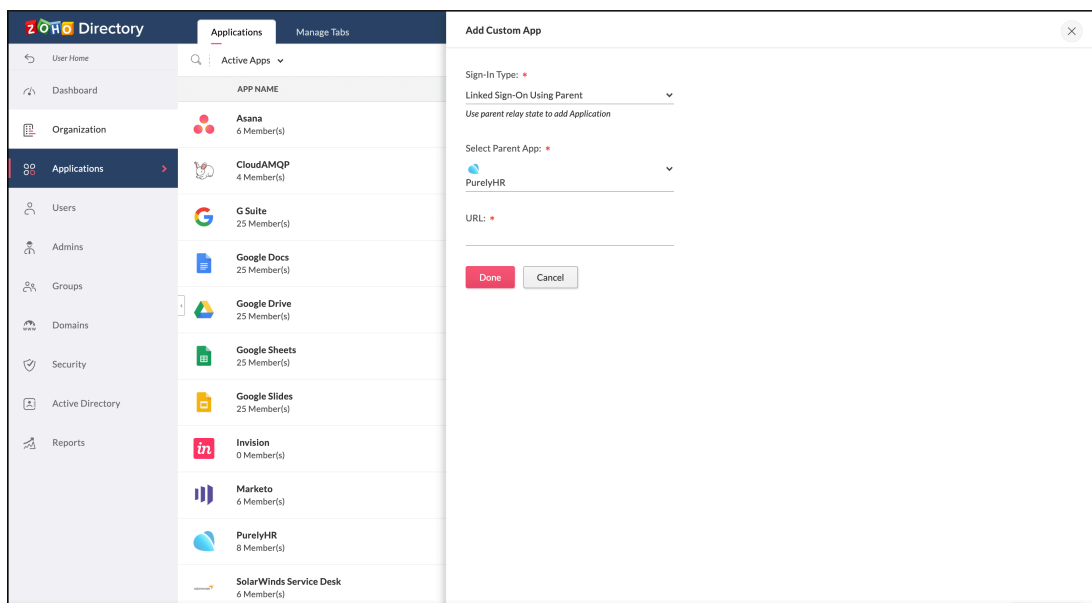 ZOHO Directory
User Home
Dashboard
Organization
Applications
Users
Admins
Groups
Domains
Security
Active Directory
Reports
Applications
Manage Tabs
Active Apps
APP NAME
Asana
6 Member(s)
CloudAMQP
4 Member(s)
G Suite
25 Member(s)
Google Docs
25 Member(s)
Google Drive
25 Member(s)
Google Sheets
25 Member(s)
Google Slides
25 Member(s)
in
Invision
0 Member(s)
Marketo
6 Member(s)
PurelyHR
8 Member(s)
SolarWinds Service Desk
6 Member(s)
Add Custom App
Sign-In Type: *
Linked Sign-On Using Parent
Use parent relay state to add Application
Select Parent App: *
PurelyHR
URL: *
Done
Cancel